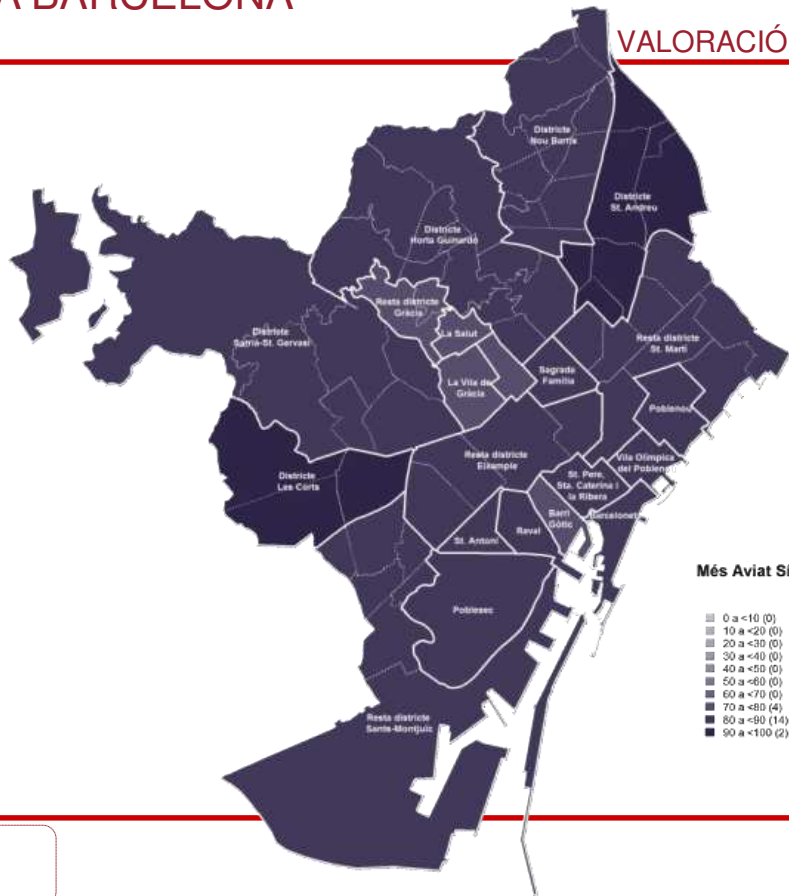 A BARCELONA
VALORACIÓ
Districte
Nou Barris
Districte
St. Andreu
Districte
Horta Guinardó
Resta districte
Gràcia
La Salut
Districte
Sarrià-St. Gervasi
Resta districte
St. Martí
Sagrada
Família
La Vila de
Gràcia
Poblenou
Resta districte
Eixample
Vila Olímpica
del Poblenou
Districte
Les Corts
St. Pere,
Sta. Caterina i
la Ribera
Barri
Gòtic
Barceloneta
Raval
St. Antoni
Poblesec
Resta districte
Sants-Montjuïc
Més Aviat Sí
0 a <10 (0)
10 a <20 (0)
20 a <30 (0)
30 a <40 (0)
40 a <50 (0)
50 a <60 (0)
60 a <70 (0)
70 a <80 (4)
80 a <90 (14)
90 a <100 (2)